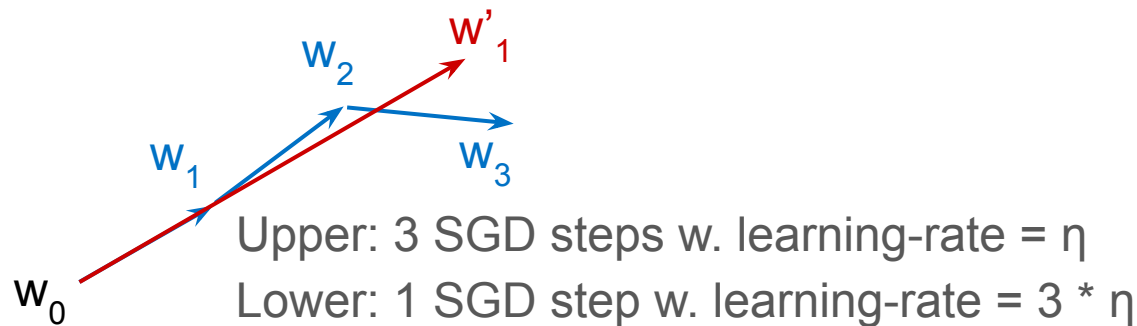 w'₁
w₂
w₁
w₃
Upper: 3 SGD steps w. learning-rate = η
w₀
Lower: 1 SGD step w. learning-rate = 3 * η